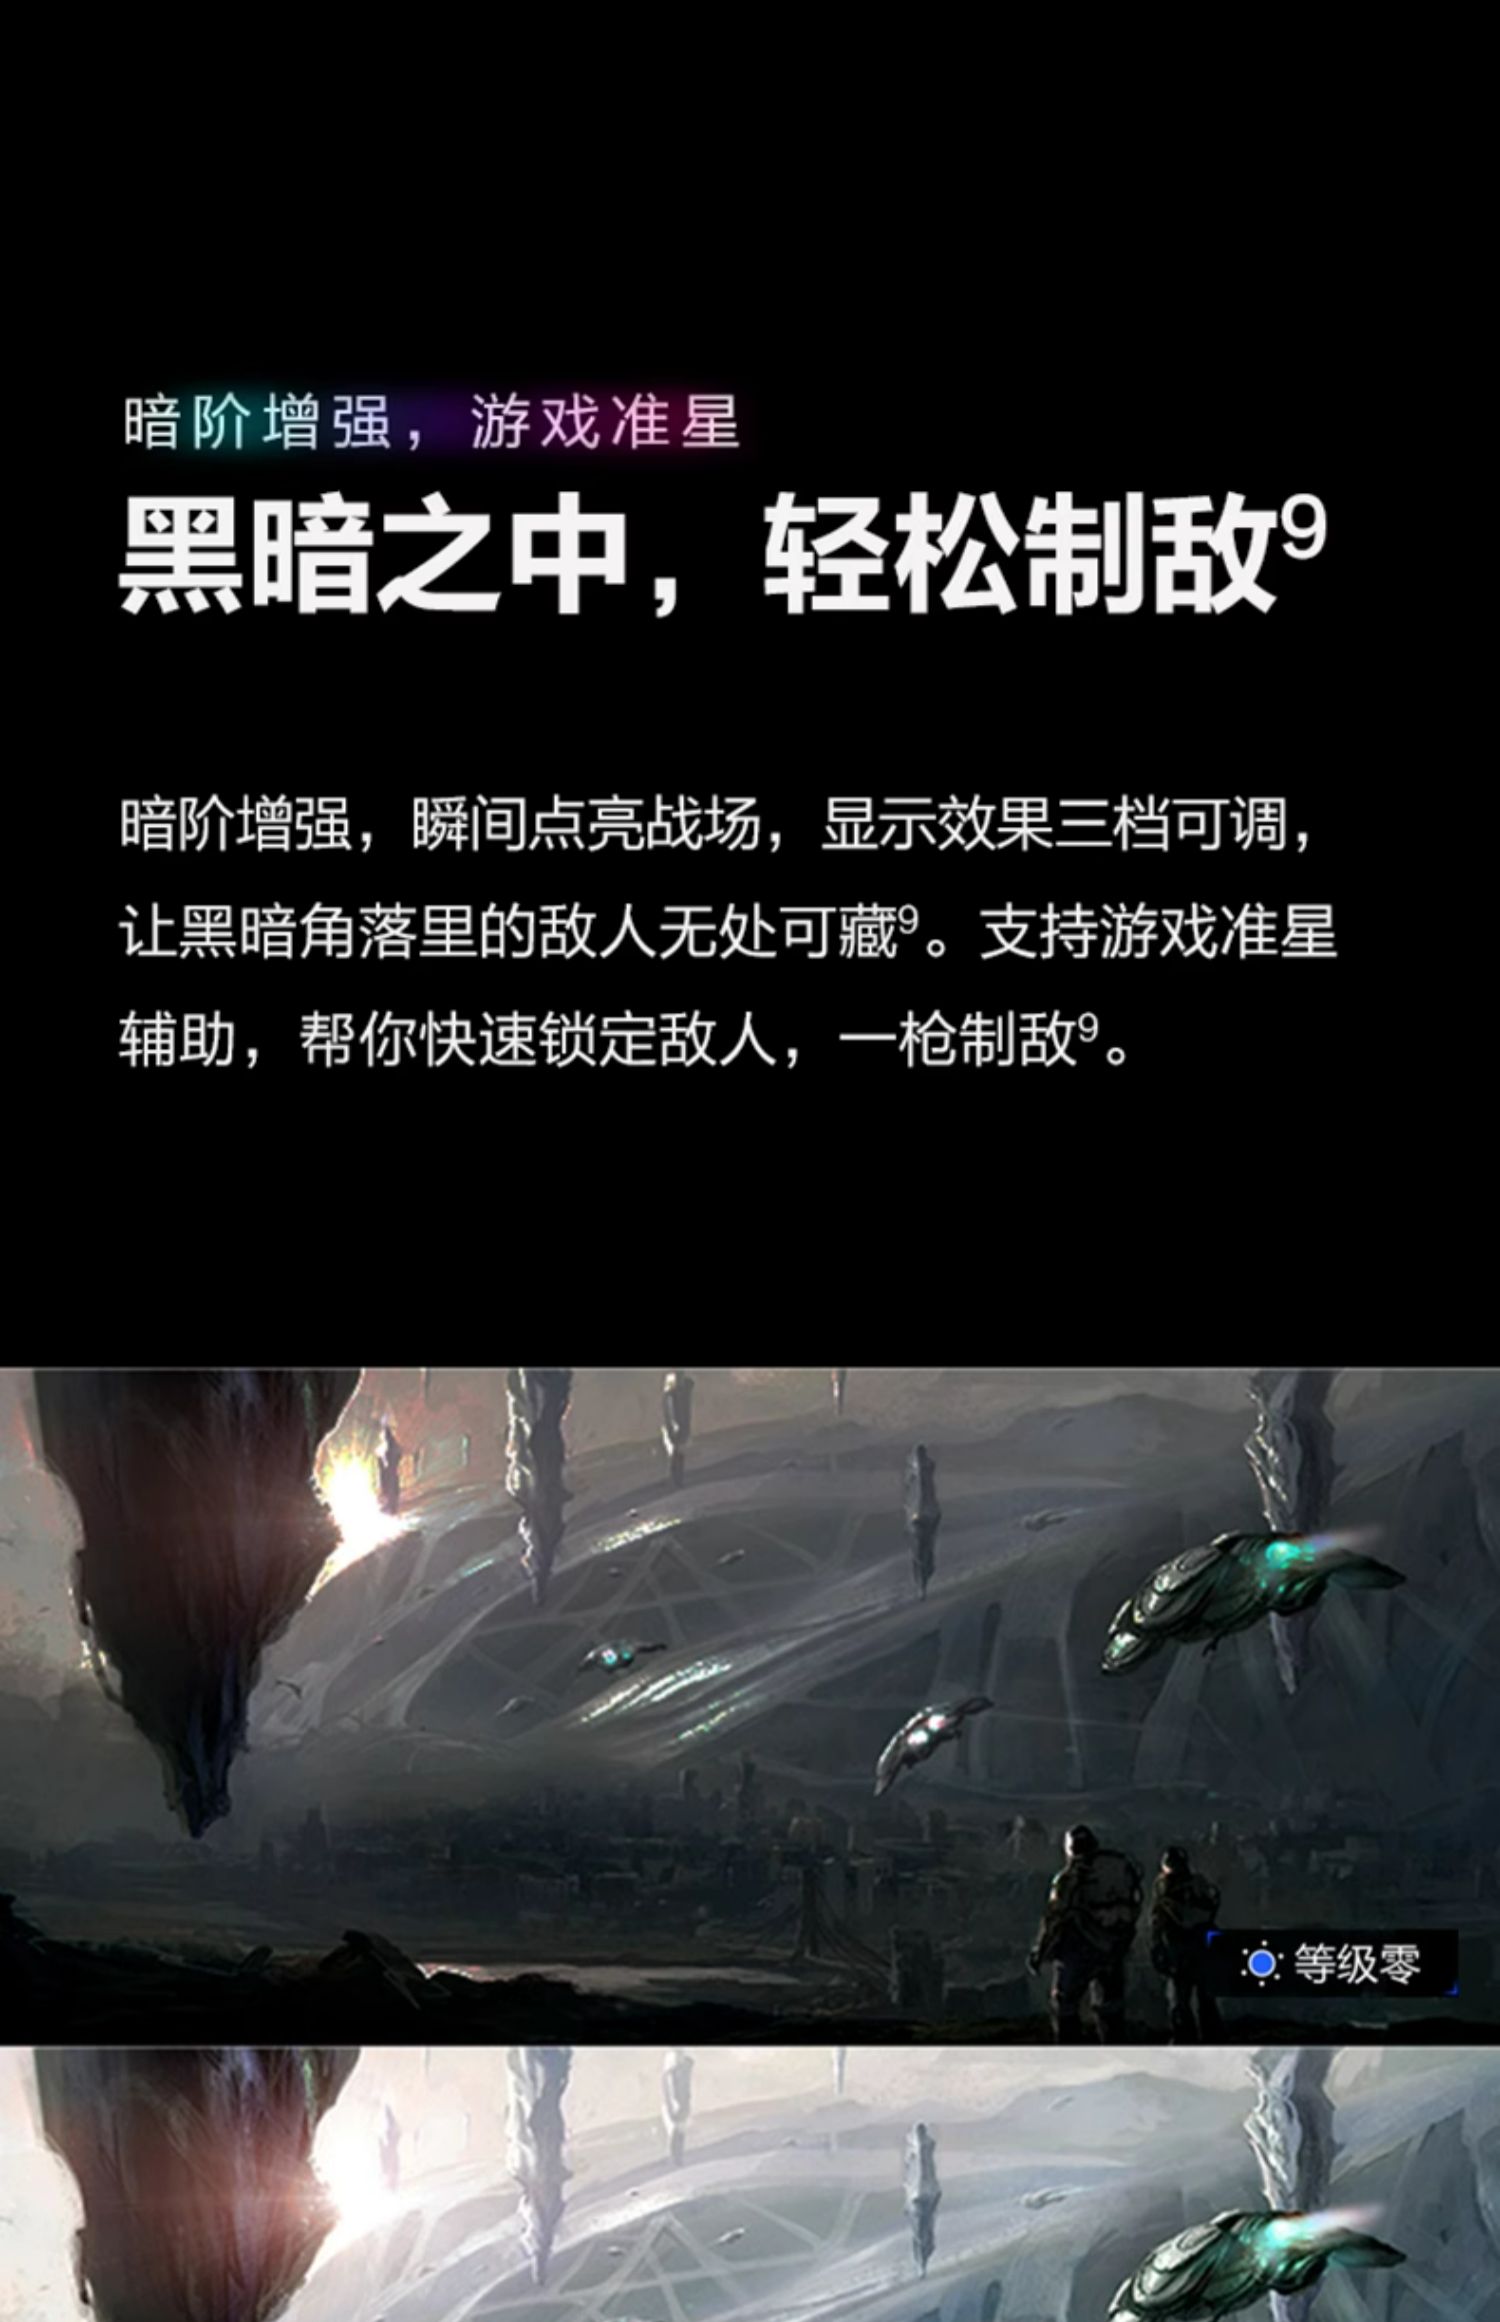 暗阶增强，游戏准星
黑暗之中，轻松制敌9
暗阶增强，瞬间点亮战场，显示效果三档可调，
让黑暗角落里的敌人无处可藏9。支持游戏准星
辅助，帮你快速锁定敌人，一枪制敌9。
等级零